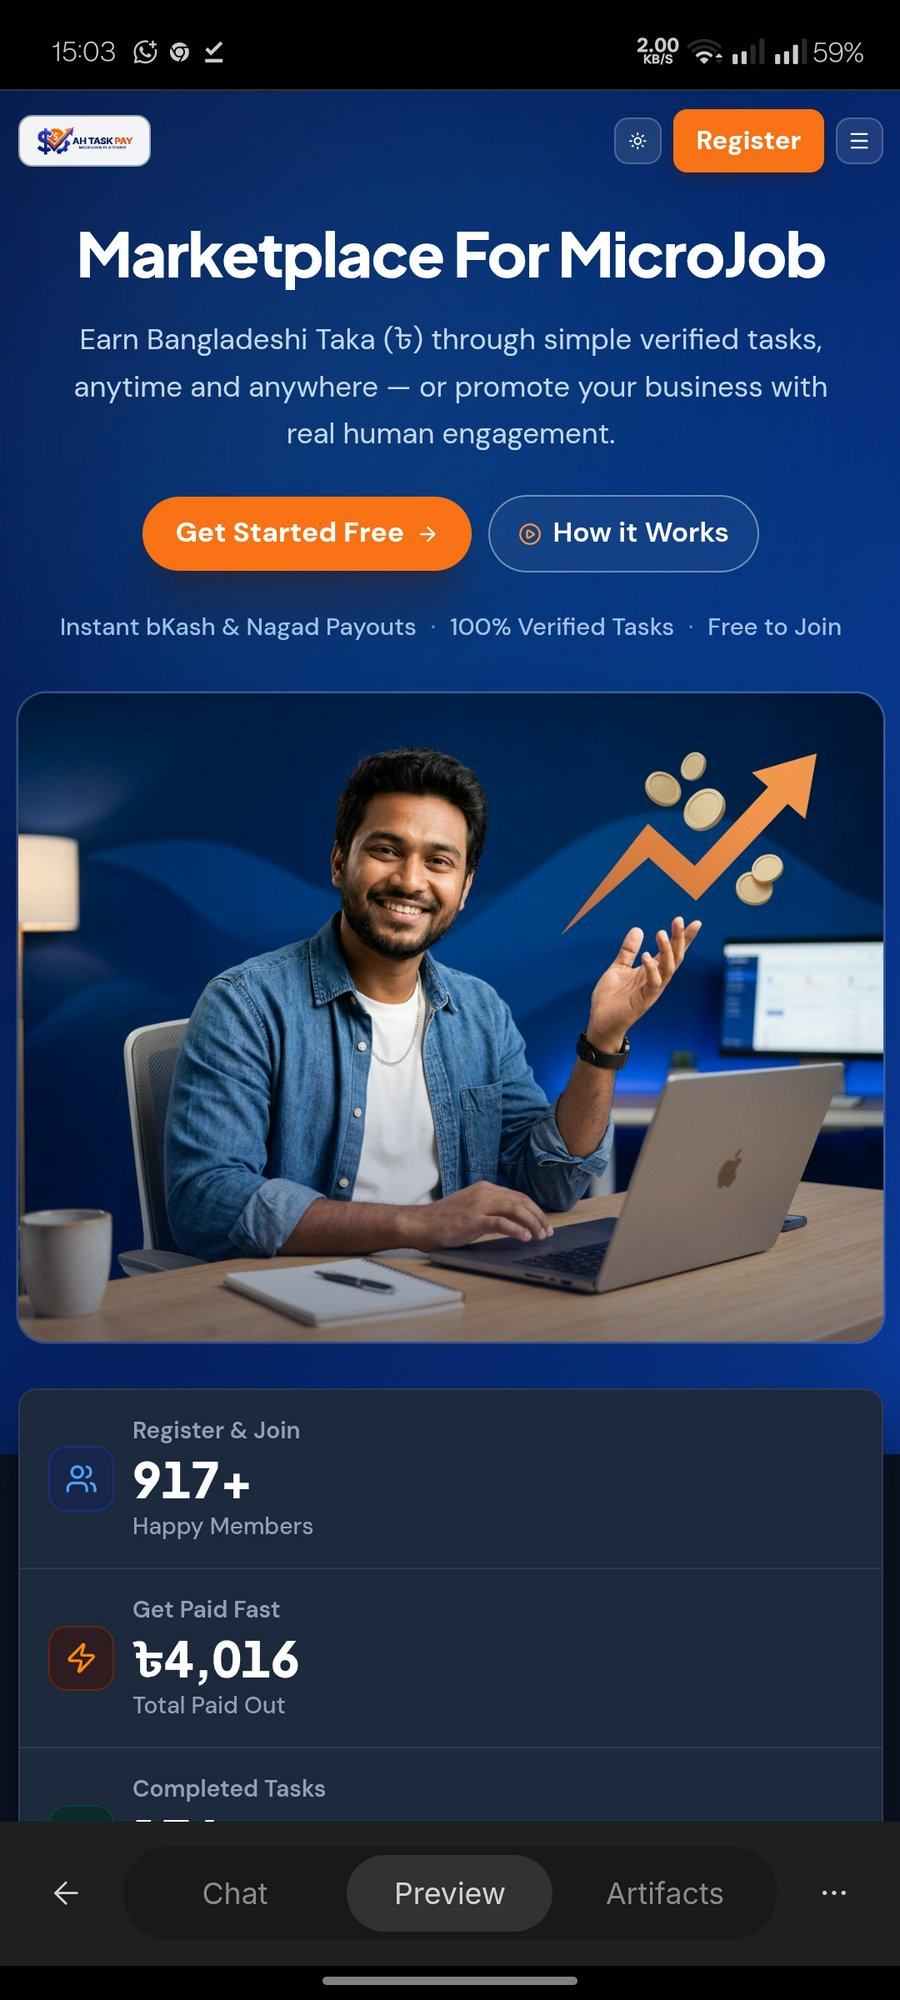 15:03
2.00
KB/S
59%
AH TASK PAY
Register
Marketplace For MicroJob
Earn Bangladeshi Taka (৳) through simple verified tasks,
anytime and anywhere — or promote your business with
real human engagement.
Get Started Free →
How it Works
Instant bKash & Nagad Payouts · 100% Verified Tasks · Free to Join
Register & Join
917+
Happy Members
Get Paid Fast
৳4,016
Total Paid Out
Completed Tasks
Chat
Preview
Artifacts